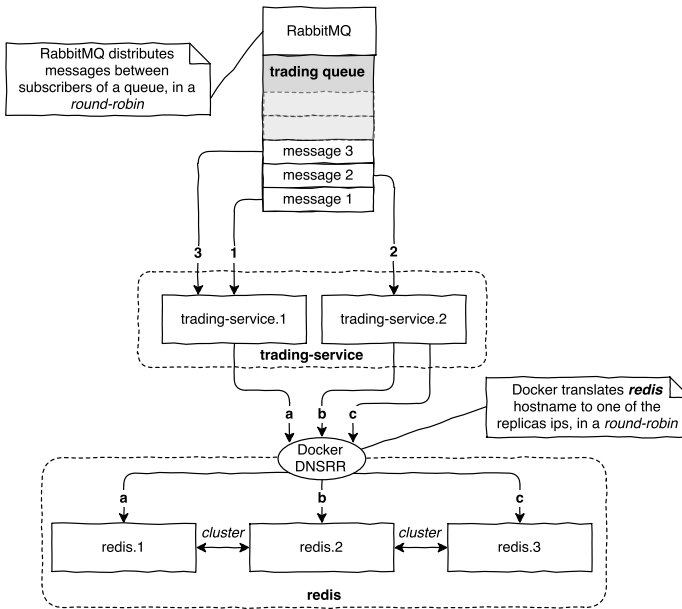 RabbitMQ
RabbitMQ distributes
messages between
subscribers of a queue, in a
round-robin
trading queue
message 3
message 2
message 1
3
1
2
trading-service.1
trading-service.2
trading-service
a
b
c
Docker translates redis
hostname to one of the
replicas ips, in a round-robin
Docker
DNSRR
a
b
c
redis.1
cluster
redis.2
cluster
redis.3
redis